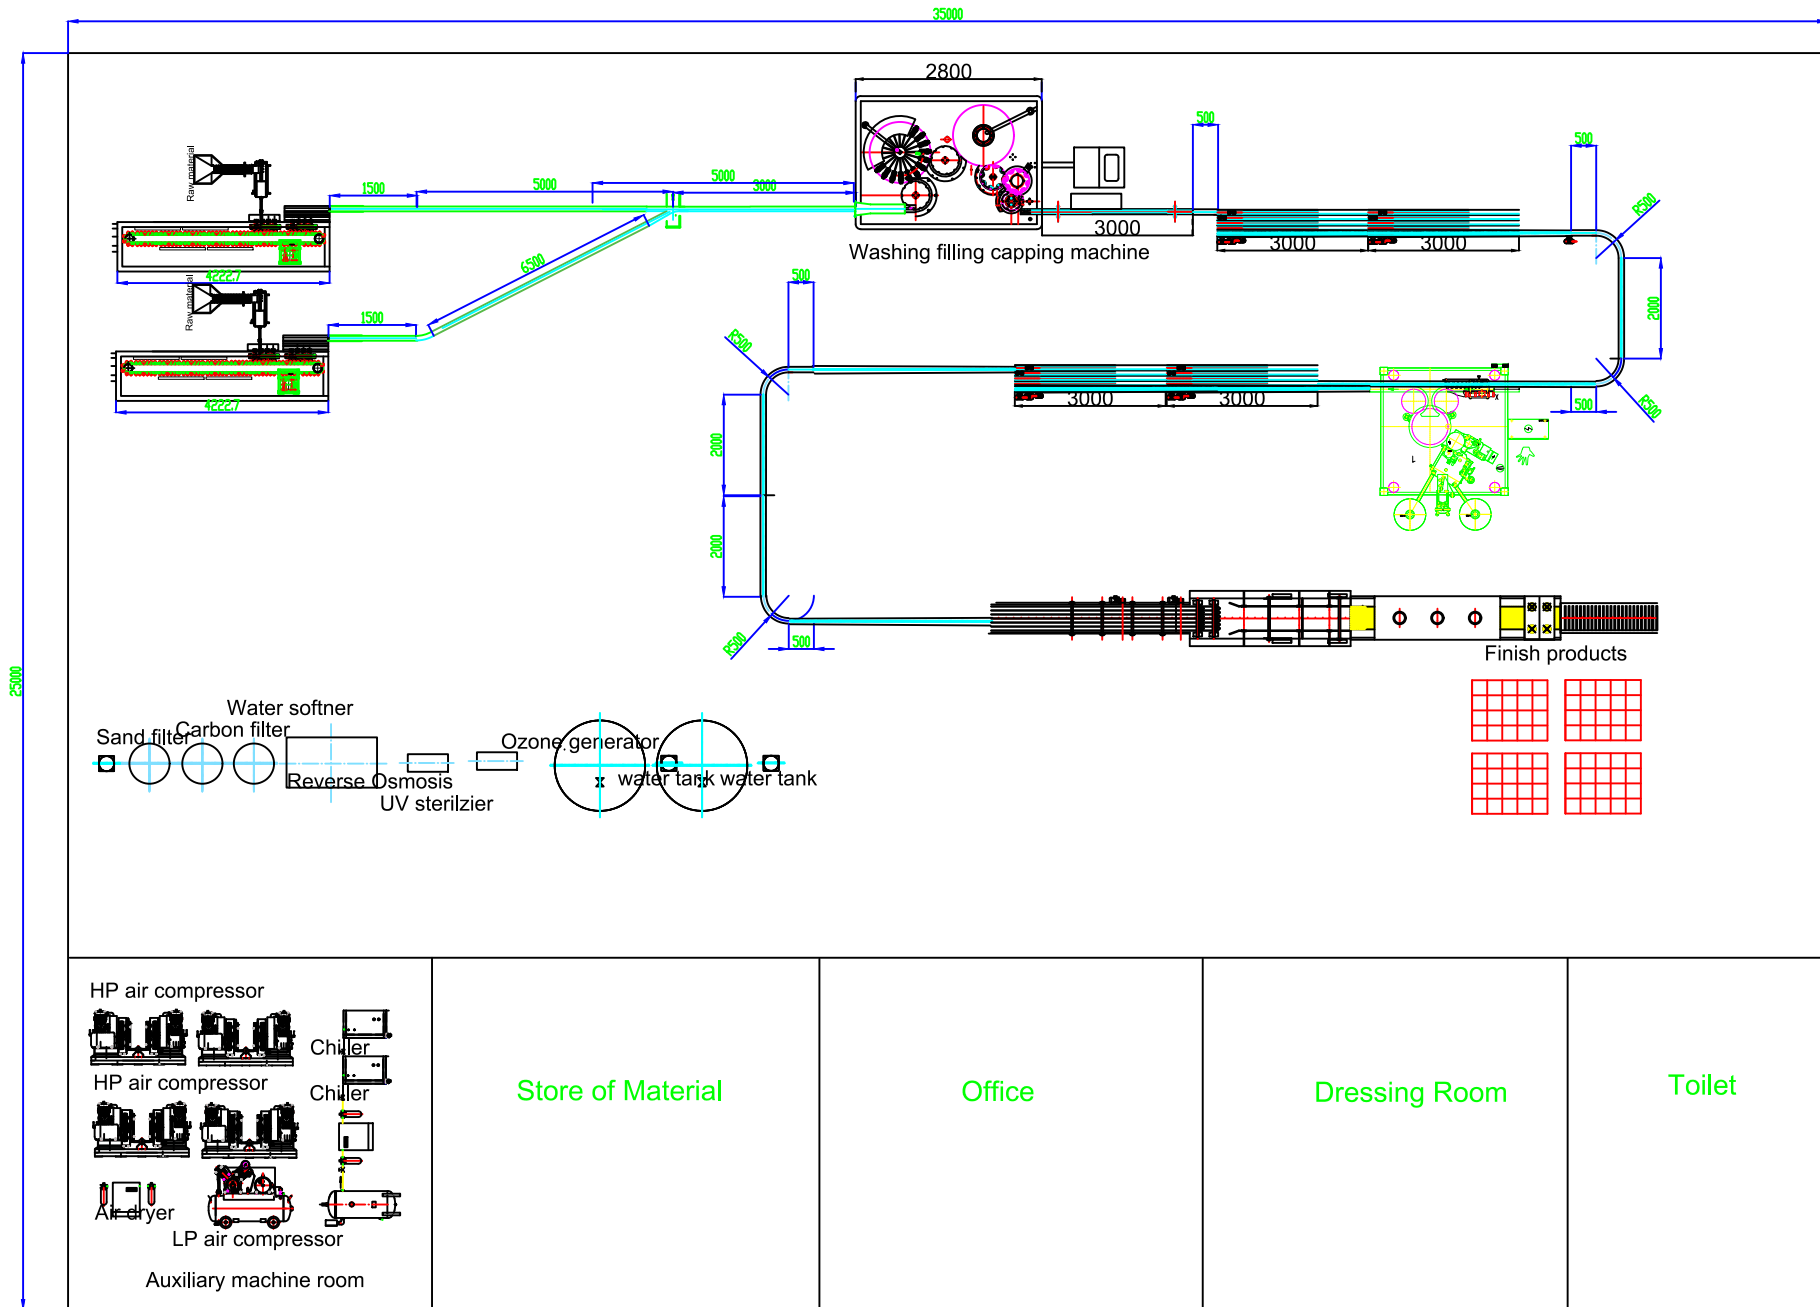 35000
2800
500
500
Raw material
1500
5000
5000
3000
R500
3000
Washing filling capping machine
3000
3000
4222.7
6500
2000
Raw material
1500
500
R500
4222.7
3000
3000
500
R500
2000
2000
R500
500
Finish products
25000
Water softner
Sand filter
Carbon filter
Ozone generator
Reverse Osmosis
water tank
water tank
UV sterilzier
HP air compressor
Chiller
HP air compressor
Chiller
Store of Material
Office
Dressing Room
Toilet
Air dryer
LP air compressor
Auxiliary machine room